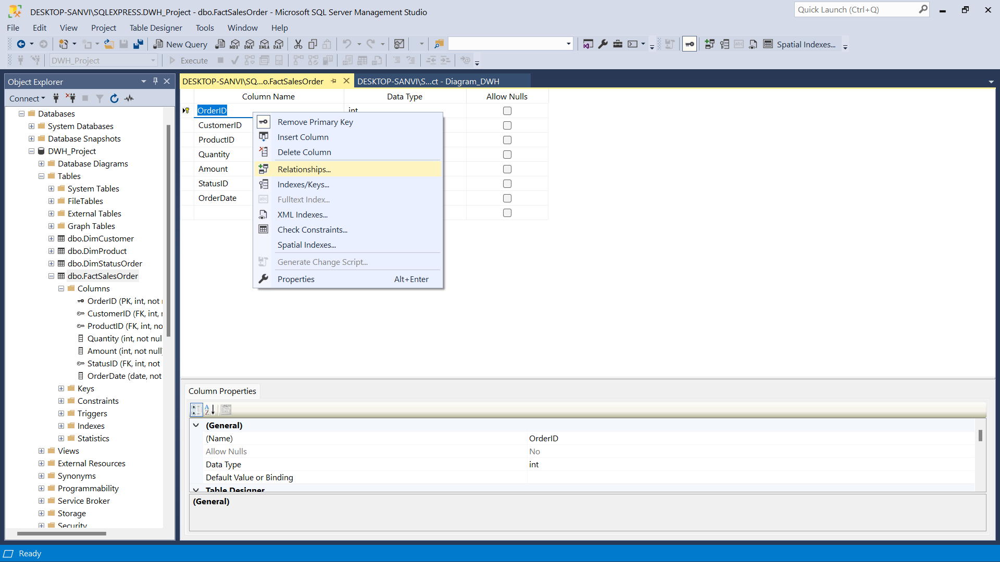 DESKTOP-SANVI\SQLEXPRESS.DWH_Project - dbo.FactSalesOrder - Microsoft SQL Server Management Studio
Quick Launch (Ctrl+Q)
File Edit View Project Table Designer Tools Window Help
New Query MDX DMX XMLA DAX abc Spatial Indexes...
DWH_Project Execute
Object Explorer
Connect
Databases
System Databases
Database Snapshots
DWH_Project
Database Diagrams
Tables
System Tables
FileTables
External Tables
Graph Tables
dbo.DimCustomer
dbo.DimProduct
dbo.DimStatusOrder
dbo.FactSalesOrder
Columns
OrderID (PK, int, not
CustomerID (FK, int,
ProductID (FK, int, no
Quantity (int, not nul
Amount (int, not null
StatusID (FK, int, not
OrderDate (date, not
Keys
Constraints
Triggers
Indexes
Statistics
Views
External Resources
Synonyms
Programmability
Service Broker
Storage
Security
DESKTOP-SANVI\SQ...o.FactSalesOrder
DESKTOP-SANVI\S...ct - Diagram_DWH
Column Name Data Type Allow Nulls
OrderID int
CustomerID
ProductID
Quantity
Amount
StatusID
OrderDate
Remove Primary Key
Insert Column
Delete Column
Relationships...
Indexes/Keys...
abc Fulltext Index...
XML Indexes...
Check Constraints...
Spatial Indexes...
Generate Change Script...
Properties Alt+Enter
Column Properties
(General)
(Name) OrderID
Allow Nulls No
Data Type int
Default Value or Binding
Table Designer
(General)
Ready